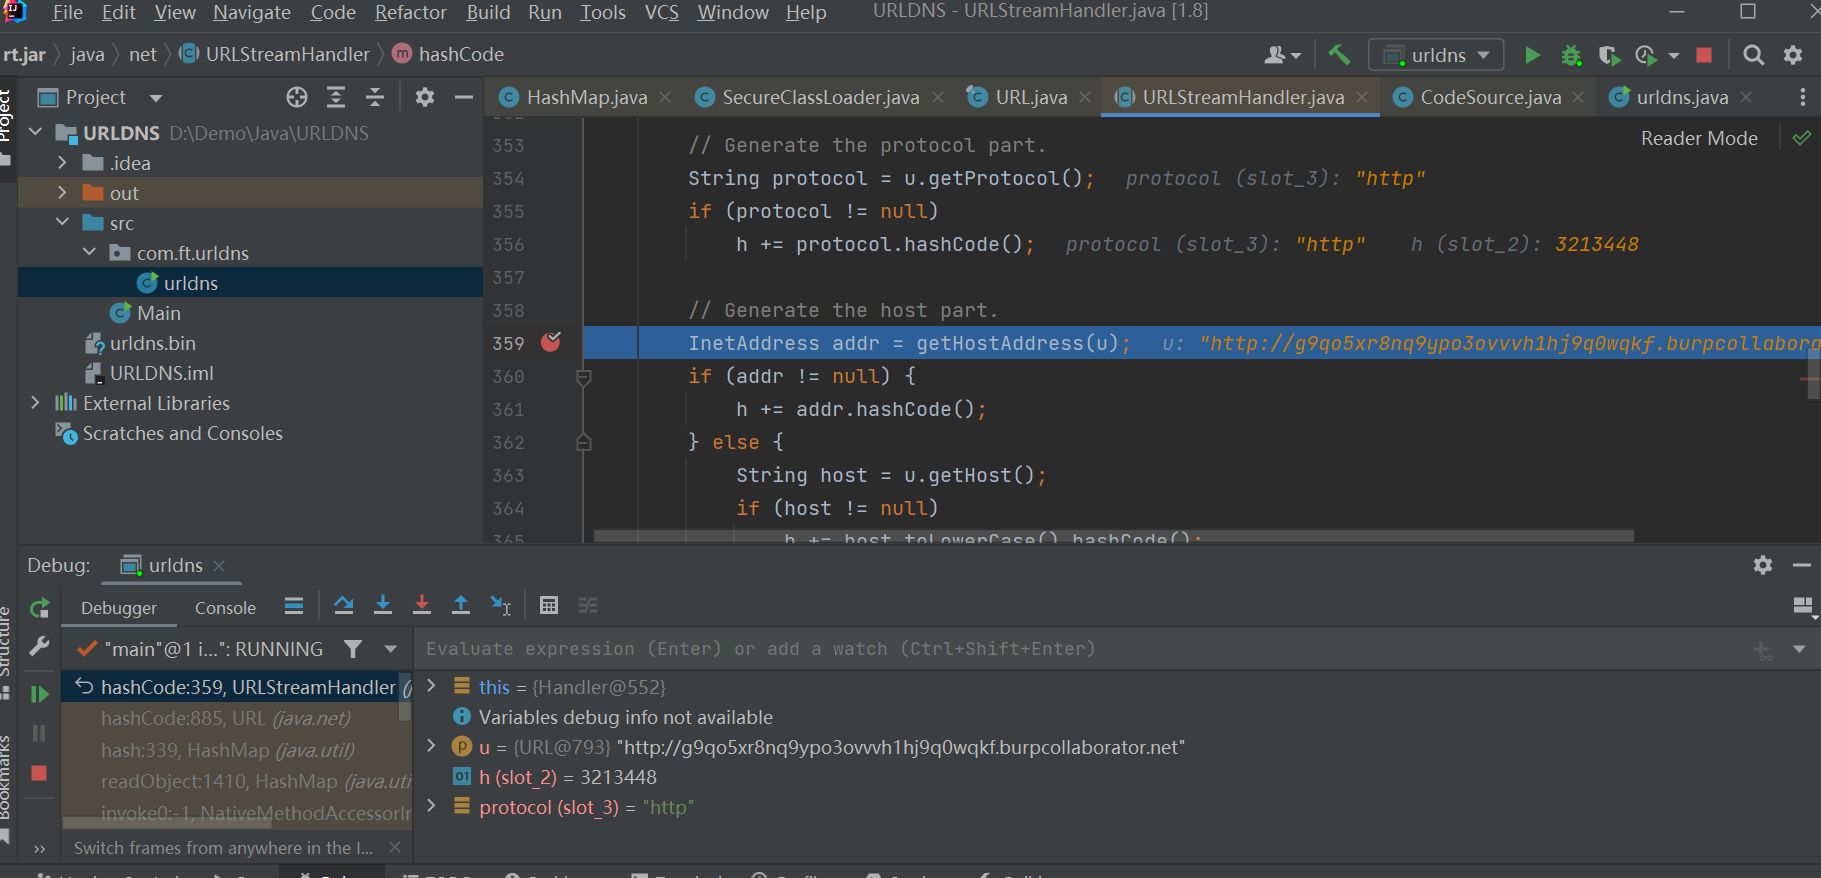 File Edit View Navigate Code Refactor Build Run Tools VCS Window Help URLDNS - URLStreamHandler.java [1.8]
rt.jar java net URLStreamHandler hashCode urldns
Project HashMap.java SecureClassLoader.java URL.java URLStreamHandler.java CodeSource.java urldns.java
Project
URLDNS D:\Demo\Java\URLDNS
.idea
out
src
com.ft.urldns
urldns
Main
urldns.bin
URLDNS.iml
External Libraries
Scratches and Consoles
Reader Mode
353 // Generate the protocol part.
354 String protocol = u.getProtocol(); protocol (slot_3): "http"
355 if (protocol != null)
356 h += protocol.hashCode(); protocol (slot_3): "http" h (slot_2): 3213448
357
358 // Generate the host part.
359 InetAddress addr = getHostAddress(u); u: "http://g9qo5xr8nq9ypo3ovvvh1hj9q0wqkf.burpcollabora
360 if (addr != null) {
361 h += addr.hashCode();
362 } else {
363 String host = u.getHost();
364 if (host != null)
365 h += host.toLowerCase().hashCode();
Debug: urldns
Debugger Console
"main"@1 i...": RUNNING
Evaluate expression (Enter) or add a watch (Ctrl+Shift+Enter)
hashCode:359, URLStreamHandler
hashCode:885, URL (java.net)
hash:339, HashMap (java.util)
readObject:1410, HashMap (java.uti
invoke0:-1, NativeMethodAccessorIr
Switch frames from anywhere in the I...
this = {Handler@552}
Variables debug info not available
u = {URL@793} "http://g9qo5xr8nq9ypo3ovvvh1hj9q0wqkf.burpcollaborator.net"
h (slot_2) = 3213448
protocol (slot_3) = "http"
Structure
Bookmarks